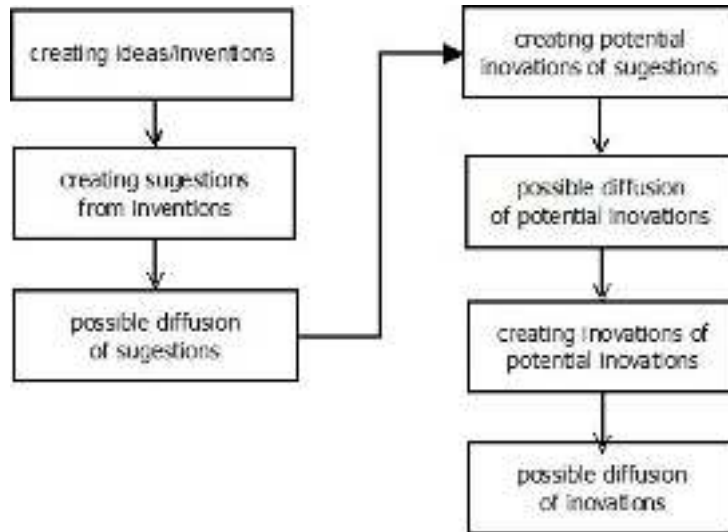 creating ideas/inventions
creating sugestions
from inventions
possible diffusion
of sugestions
creating potential
inovations of sugestions
possible diffusion
of potential inovations
creating inovations of
potential inovations
possible diffusion
of inovations